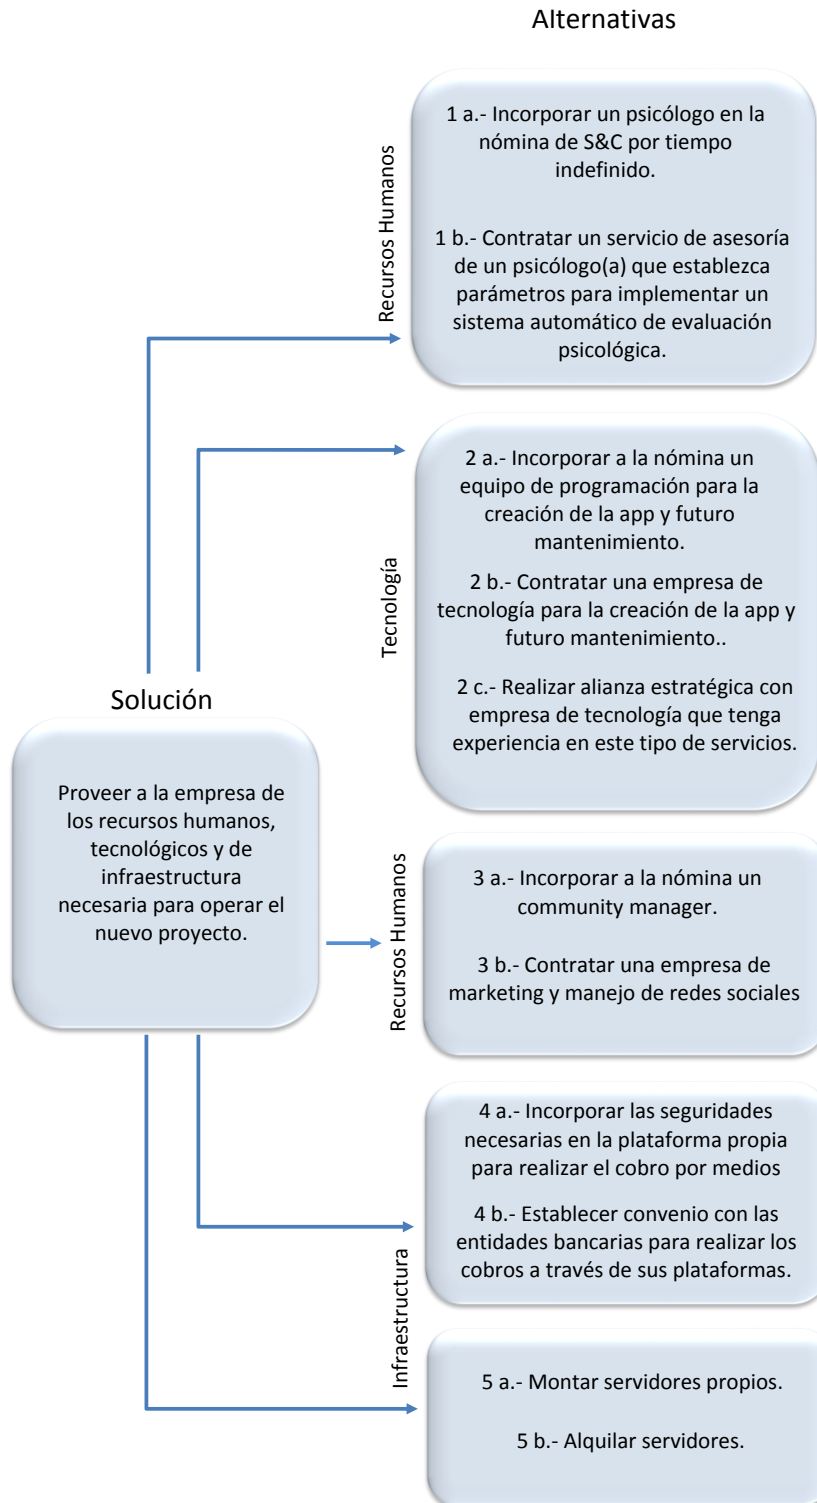 Alternativas
Recursos Humanos
1 a.- Incorporar un psicólogo en la
nómina de S&C por tiempo
indefinido.
1 b.- Contratar un servicio de asesoría
de un psicólogo(a) que establezca
parámetros para implementar un
sistema automático de evaluación
psicológica.
Tecnología
2 a.- Incorporar a la nómina un
equipo de programación para la
creación de la app y futuro
mantenimiento.
2 b.- Contratar una empresa de
tecnología para la creación de la app y
futuro mantenimiento..
2 c.- Realizar alianza estratégica con
empresa de tecnología que tenga
experiencia en este tipo de servicios.
Solución
Proveer a la empresa de
los recursos humanos,
tecnológicos y de
infraestructura
necesaria para operar el
nuevo proyecto.
Recursos Humanos
3 a.- Incorporar a la nómina un
community manager.
3 b.- Contratar una empresa de
marketing y manejo de redes sociales
Infraestructura
4 a.- Incorporar las seguridades
necesarias en la plataforma propia
para realizar el cobro por medios
4 b.- Establecer convenio con las
entidades bancarias para realizar los
cobros a través de sus plataformas.
5 a.- Montar servidores propios.
5 b.- Alquilar servidores.